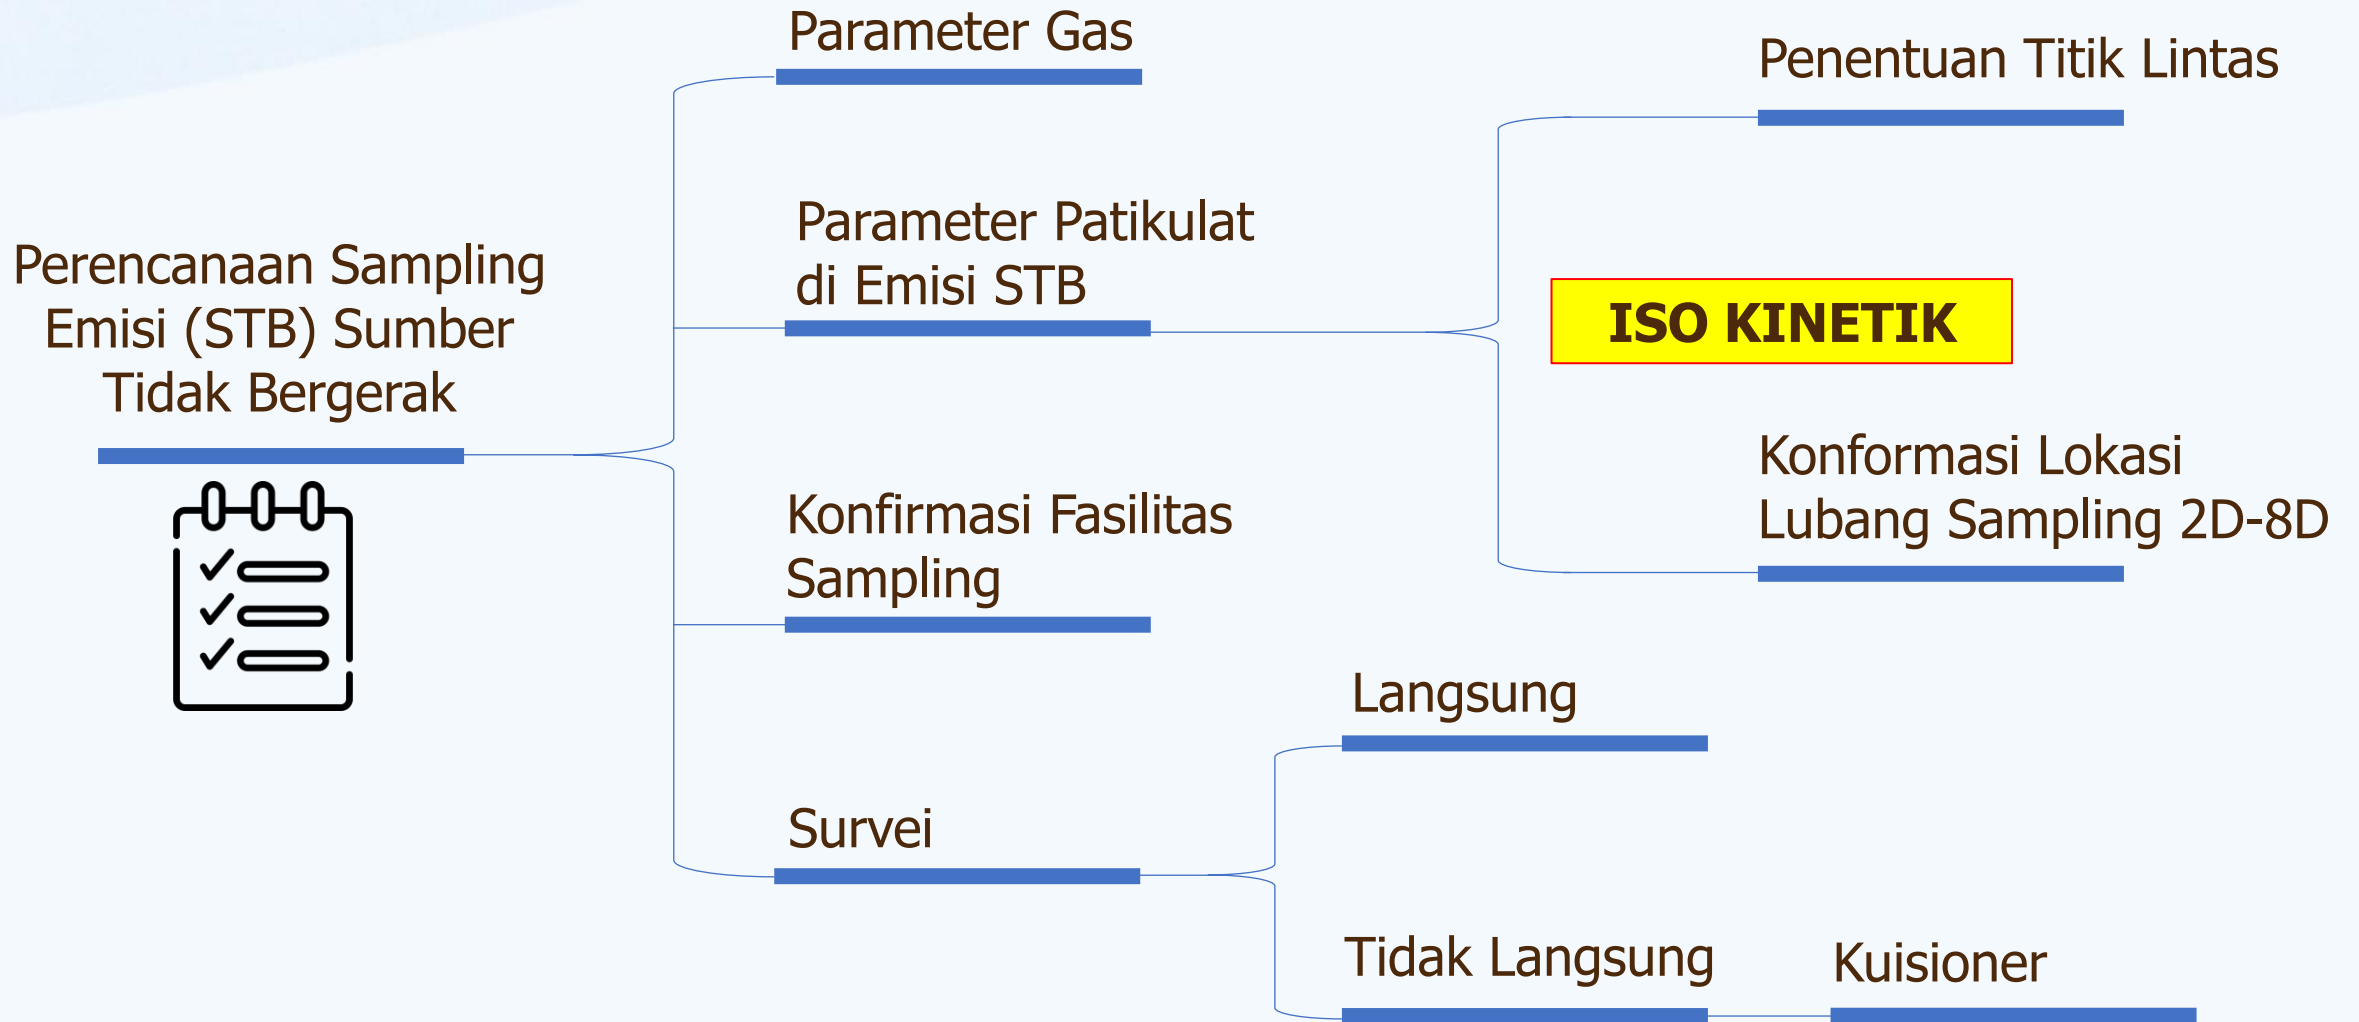 Perencanaan Sampling
Emisi (STB) Sumber
Tidak Bergerak
Parameter Gas
Parameter Patikulat
di Emisi STB
Penentuan Titik Lintas
ISO KINETIK
Konformasi Lokasi
Lubang Sampling 2D-8D
Konfirmasi Fasilitas
Sampling
Survei
Langsung
Tidak Langsung
Kuisioner